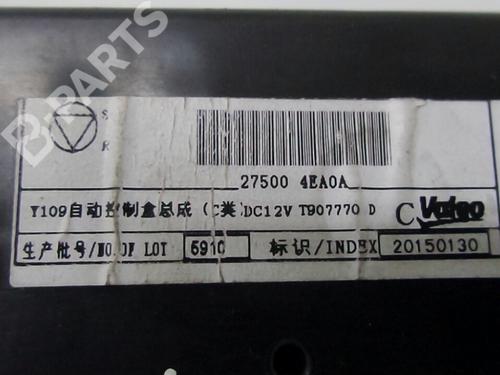 B-PARTS
S
R
27500 4EA0A
Y109自动控制盒总成(C类)DC12V T907770 D
C Valeo
生产批号/NO.OF LOT 5910 标识/INDEX 20150130